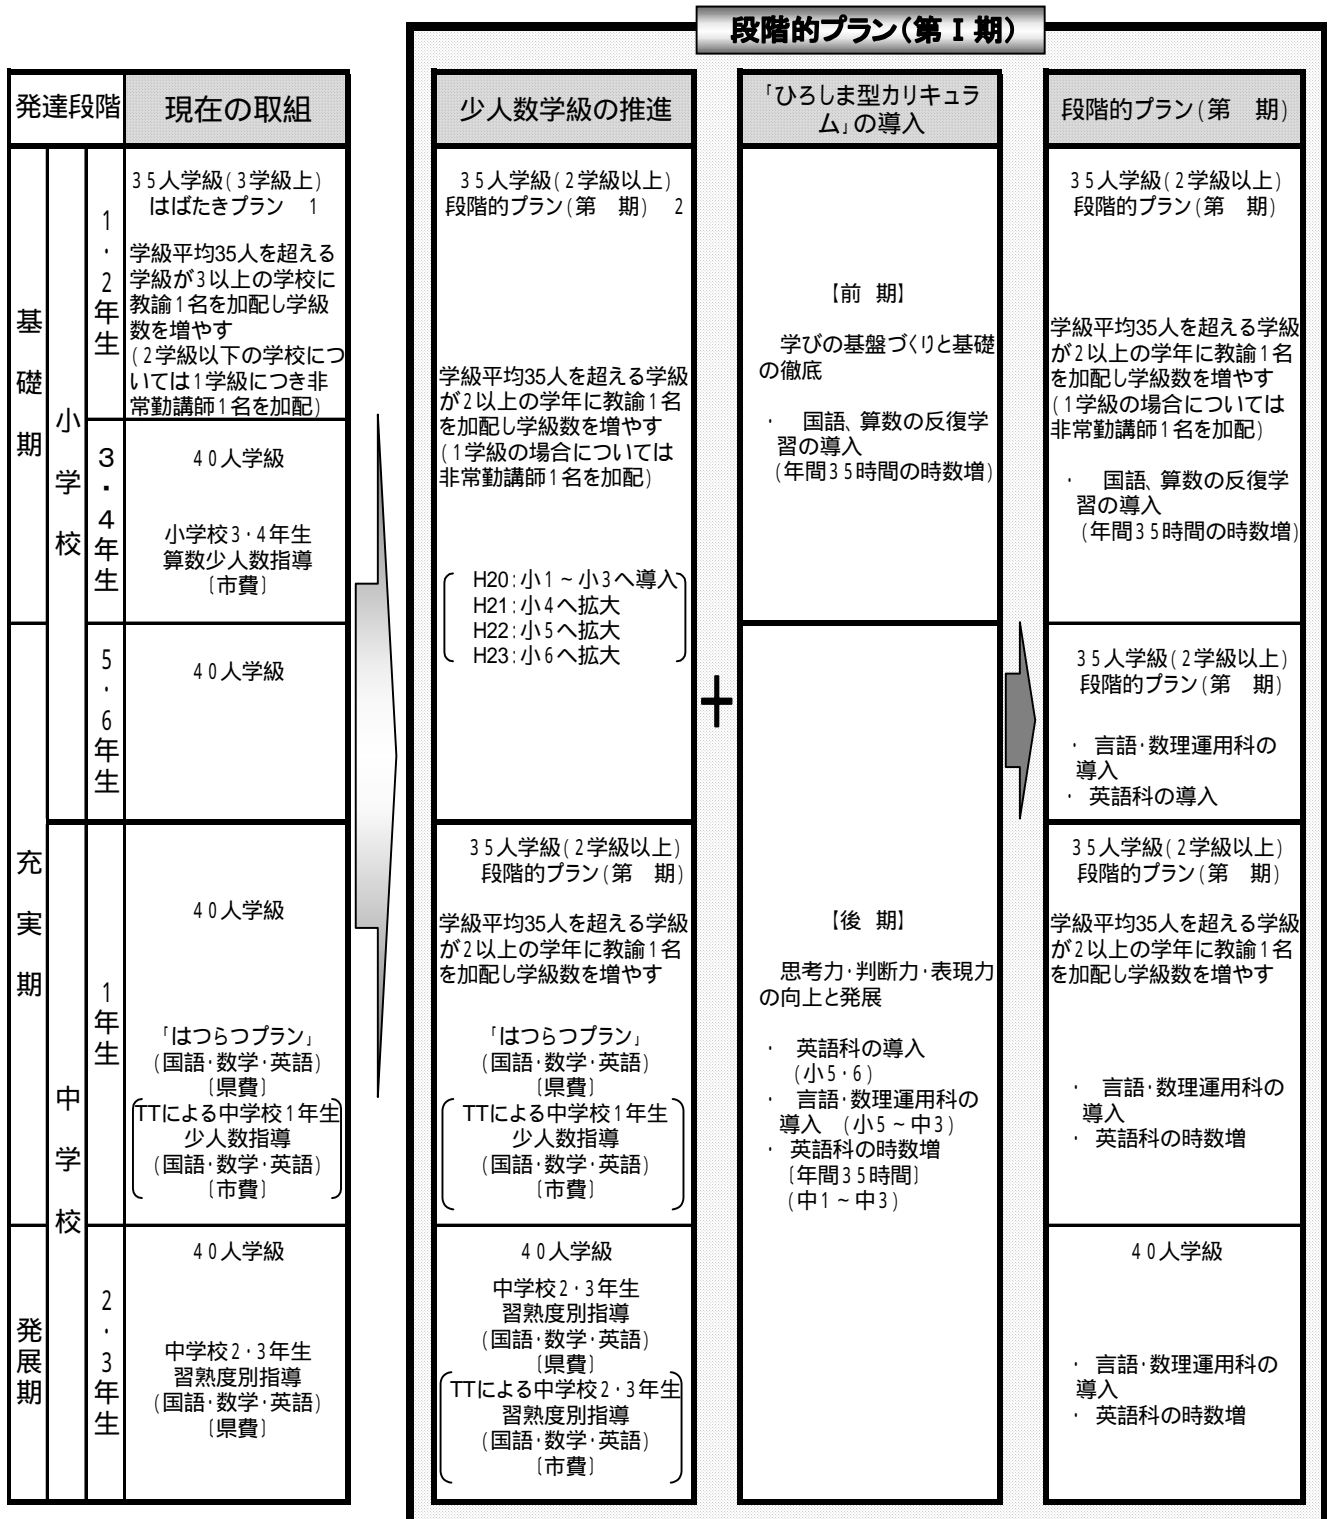 段階的プラン(第Ⅰ期)
発達段階
現在の取組
少人数学級の推進
「ひろしま型カリキュラ
ム」の導入
段階的プラン(第　期)
基礎期
充実期
発展期
小学校
中学校
1・2年生
35人学級(3学級上)
はばたきプラン　1
学級平均35人を超える
学級が3以上の学校に
教諭1名を加配し学級
数を増やす
(2学級以下の学校につ
いては1学級につき非
常勤講師1名を加配)
3・4年生
40人学級
小学校3・4年生
算数少人数指導
〔市費〕
5・6年生
40人学級
1年生
40人学級
「はつらつプラン」
(国語・数学・英語)
〔県費〕
TTによる中学校1年生
少人数指導
(国語・数学・英語)
〔市費〕
2・3年生
40人学級
中学校2・3年生
習熟度別指導
(国語・数学・英語)
〔県費〕
35人学級(2学級以上)
段階的プラン(第　期)　2
学級平均35人を超える学級
が2以上の学年に教諭1名
を加配し学級数を増やす
(1学級の場合については
非常勤講師1名を加配)
H20:小1～小3へ導入
H21:小4へ拡大
H22:小5へ拡大
H23:小6へ拡大
35人学級(2学級以上)
段階的プラン(第　期)
学級平均35人を超える学級
が2以上の学年に教諭1名
を加配し学級数を増やす
「はつらつプラン」
(国語・数学・英語)
〔県費〕
TTによる中学校1年生
少人数指導
(国語・数学・英語)
〔市費〕
40人学級
中学校2・3年生
習熟度別指導
(国語・数学・英語)
〔県費〕
TTによる中学校2・3年生
習熟度別指導
(国語・数学・英語)
〔市費〕
+
【前 期】
学びの基盤づくりと基礎
の徹底
・ 国語、算数の反復学
習の導入
(年間35時間の時数増)
【後 期】
思考力・判断力・表現力
の向上と発展
・ 英語科の導入
(小5・6)
・ 言語・数理運用科の
導入　(小5～中3)
・ 英語科の時数増
〔年間35時間〕
(中1～中3)
35人学級(2学級以上)
段階的プラン(第　期)
学級平均35人を超える学級
が2以上の学年に教諭1名
を加配し学級数を増やす
(1学級の場合については
非常勤講師1名を加配)
・ 国語、算数の反復学
習の導入
(年間35時間の時数増)
35人学級(2学級以上)
段階的プラン(第　期)
・ 言語・数理運用科の
導入
・ 英語科の導入
35人学級(2学級以上)
段階的プラン(第　期)
学級平均35人を超える学級
が2以上の学年に教諭1名
を加配し学級数を増やす
・ 言語・数理運用科の
導入
・ 英語科の時数増
40人学級
・ 言語・数理運用科の
導入
・ 英語科の時数増